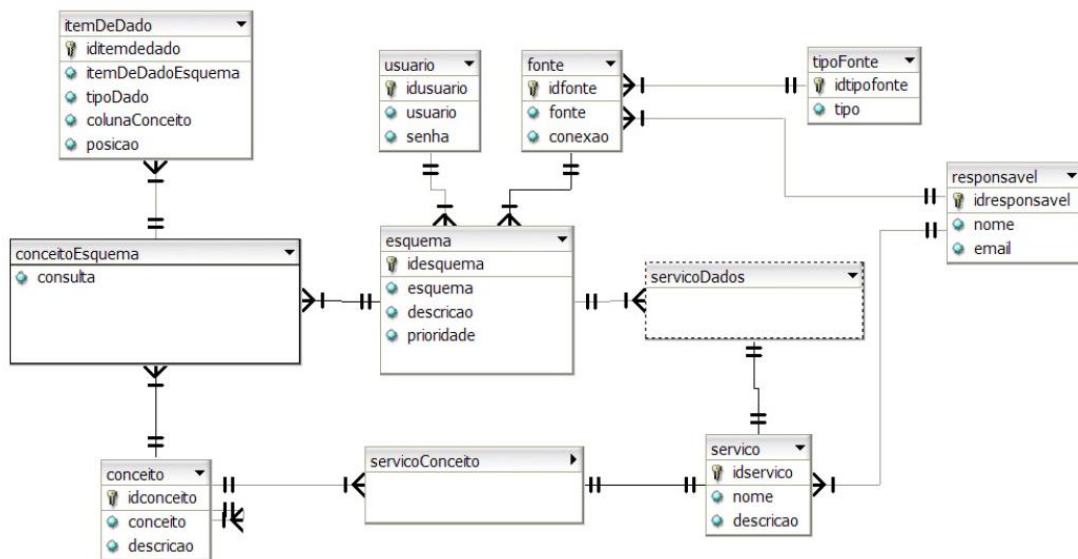 itemDeDado
iditemdedado
itemDeDadoEsquema
tipoDado
colunaConceito
posicao
usuario
idusuario
usuario
senha
fonte
idfonte
fonte
conexao
tipoFonte
idtipofonte
tipo
responsavel
idresponsavel
nome
email
conceitoEsquema
consulta
esquema
idesquema
esquema
descricao
prioridade
servicoDados
conceito
idconceito
conceito
descricao
servicoConceito
servico
idservico
nome
descricao